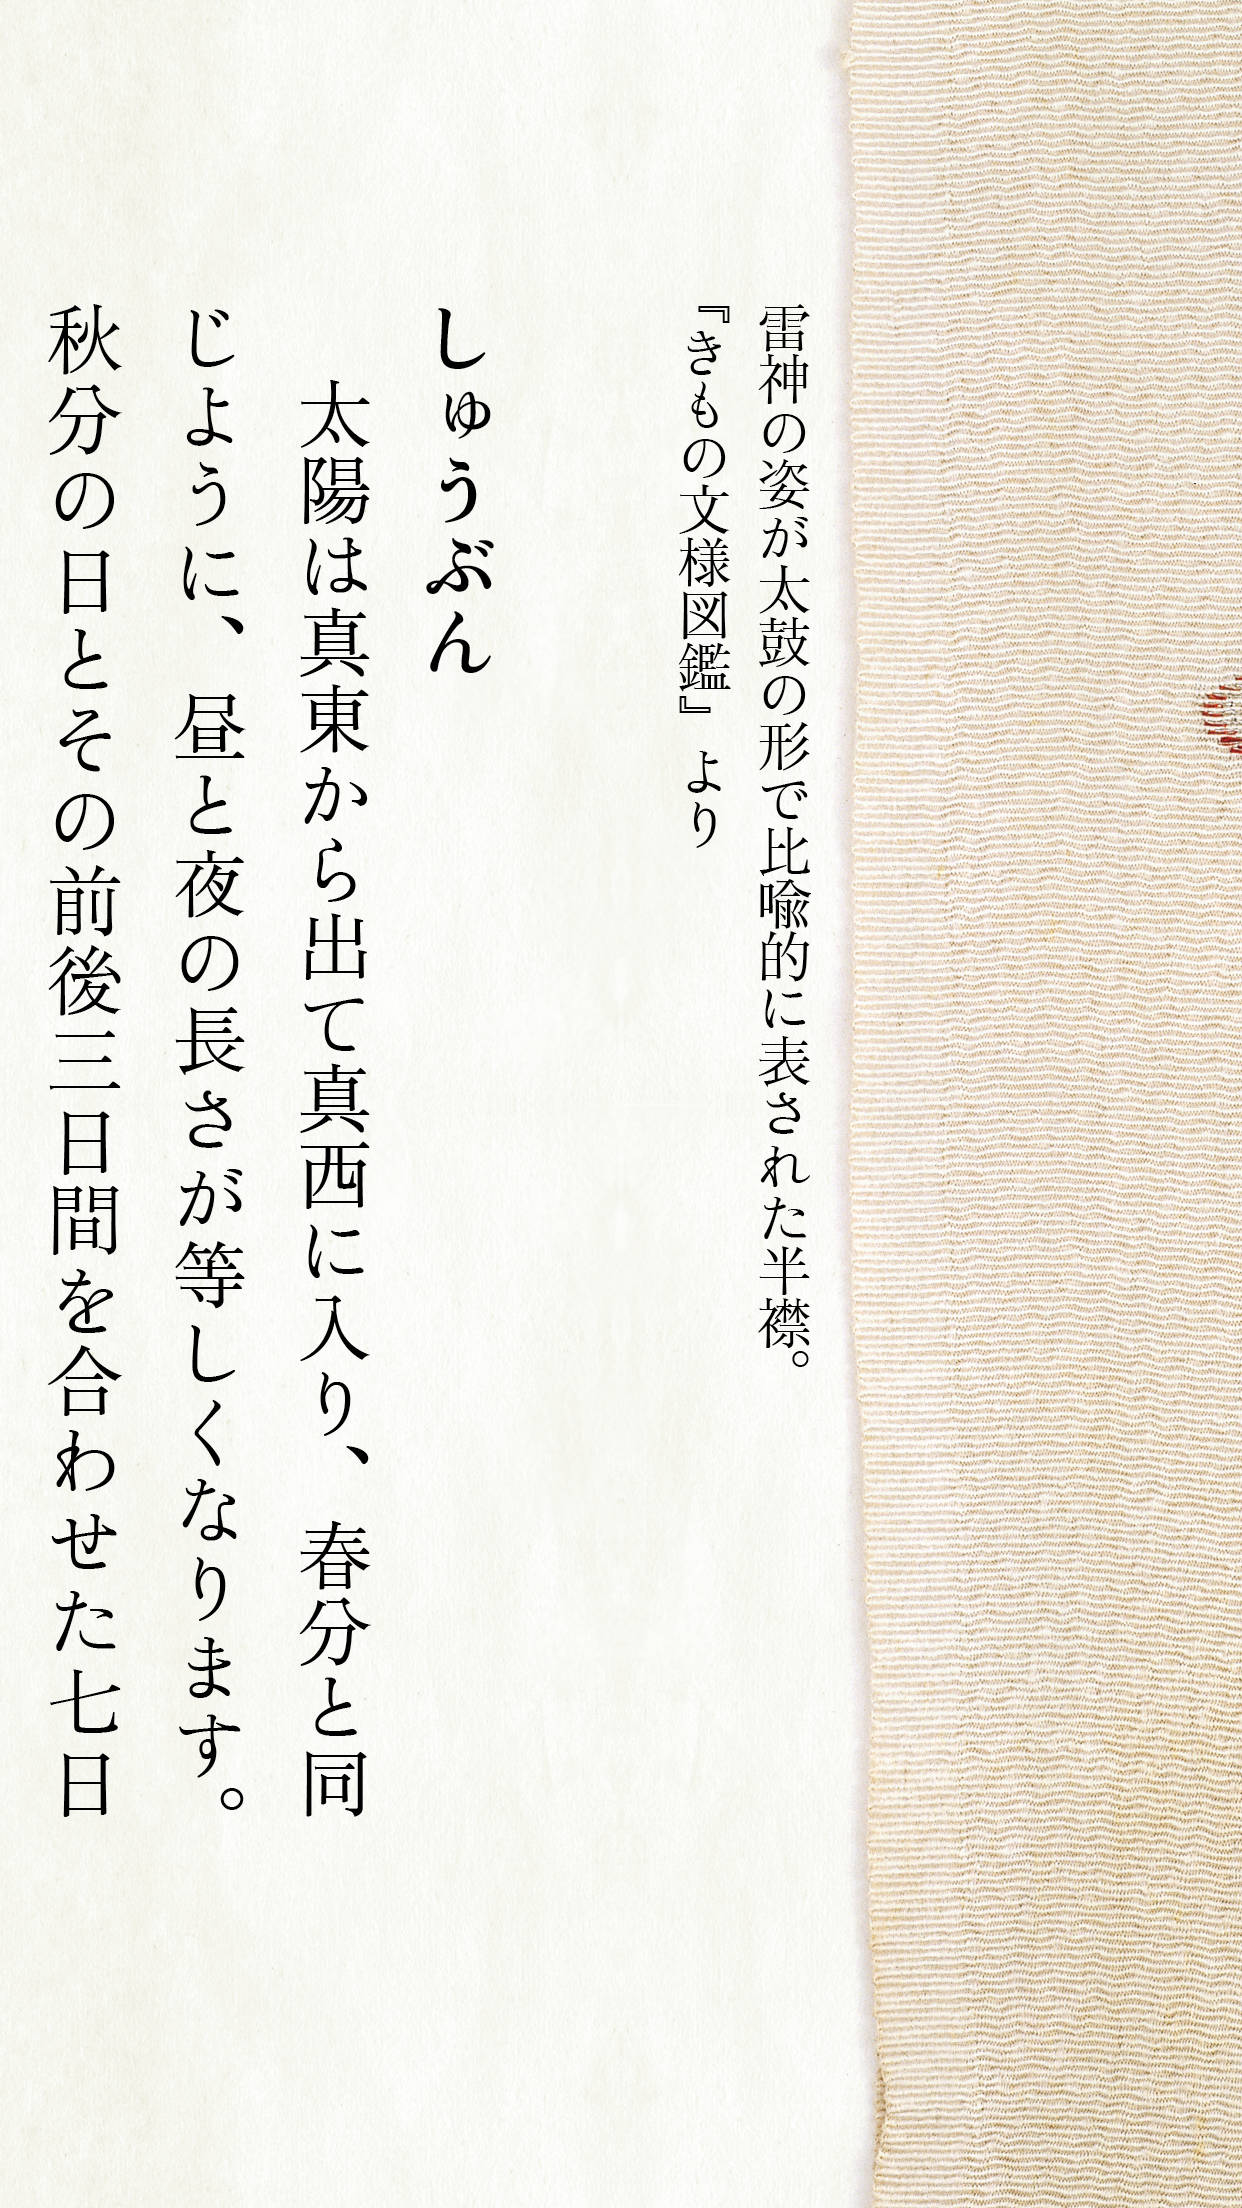 雷神の姿が太鼓の形で比喩的に表された半襟。
『きもの文様図鑑』より
しゅうぶん
太陽は真東から出て真西に入り、春分と同
じように、昼と夜の長さが等しくなります。
秋分の日とその前後三日間を合わせた七日